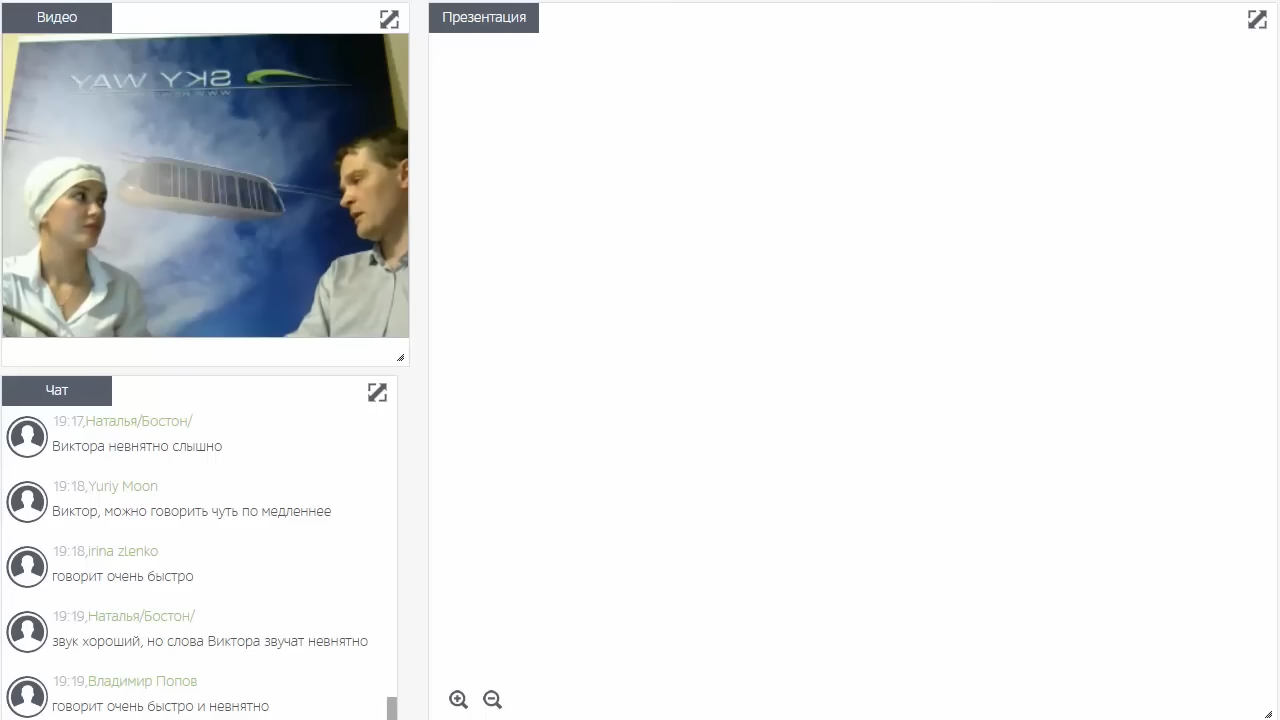 Видео
SKY WAY
Чат
19:17,Наталья/Бостон/
Виктора невнятно слышно
19:18,Yuriy Moon
Виктор, можно говорить чуть по медленнее
19:18,irina zlenko
говорит очень быстро
19:19,Наталья/Бостон/
звук хороший, но слова Виктора звучат невнятно
19:19,Владимир Попов
говорит очень быстро и невнятно
Презентация